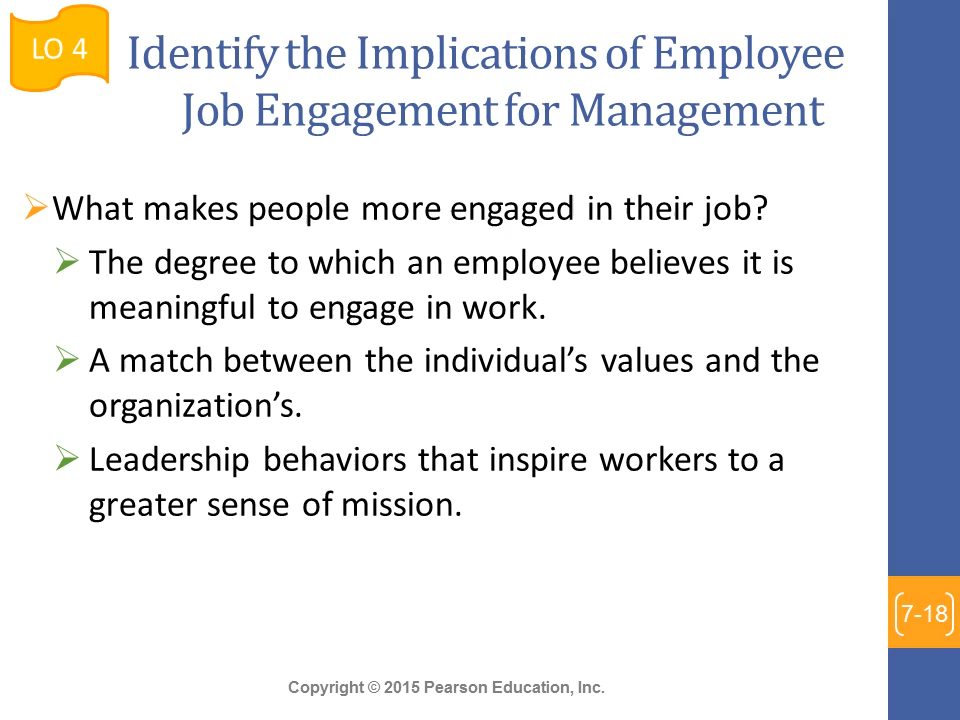 LO 4
Identify the Implications of Employee
Job Engagement for Management
What makes people more engaged in their job?
The degree to which an employee believes it is
meaningful to engage in work.
A match between the individual’s values and the
organization’s.
Leadership behaviors that inspire workers to a
greater sense of mission.
7-18
Copyright © 2015 Pearson Education, Inc.